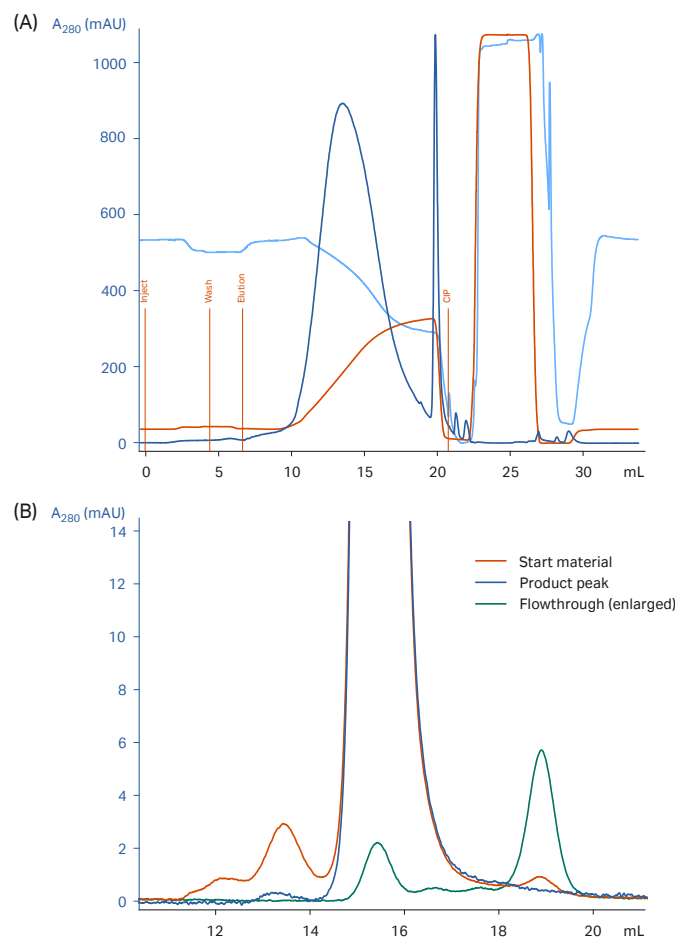 (A) A280 (mAU)
1000
800
600
400
200
0
Inject
Wash
Elution
CIP
0 5 10 15 20 25 30 mL
(B) A280 (mAU)
14
12
10
8
6
4
2
0
Start material
Product peak
Flowthrough (enlarged)
12 14 16 18 20 mL